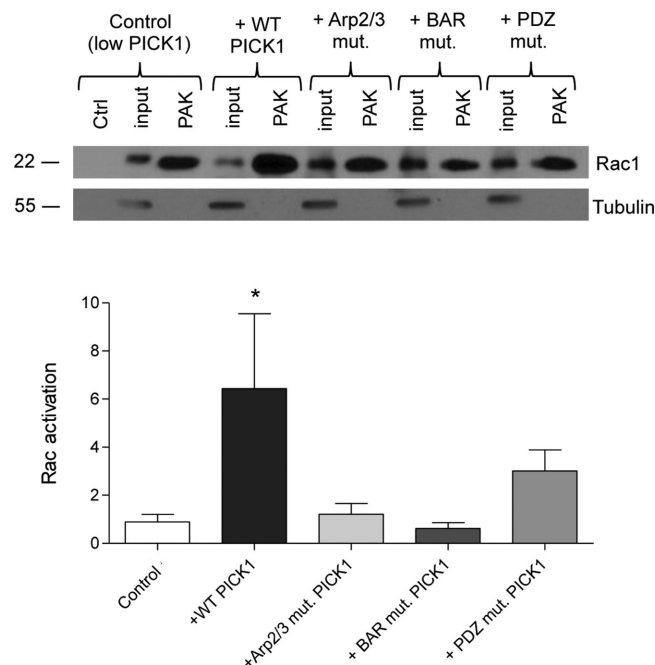 Control
(low PICK1)
+ WT
PICK1
+ Arp2/3
mut.
+ BAR
mut.
+ PDZ
mut.
Ctrl
input
PAK
input
PAK
input
PAK
input
PAK
input
PAK
22
Rac1
55
Tubulin
10
8
6
4
2
0
Rac activation
*
Control
+WT PICK1
+Arp2/3 mut. PICK1
+ BAR mut. PICK1
+ PDZ mut. PICK1